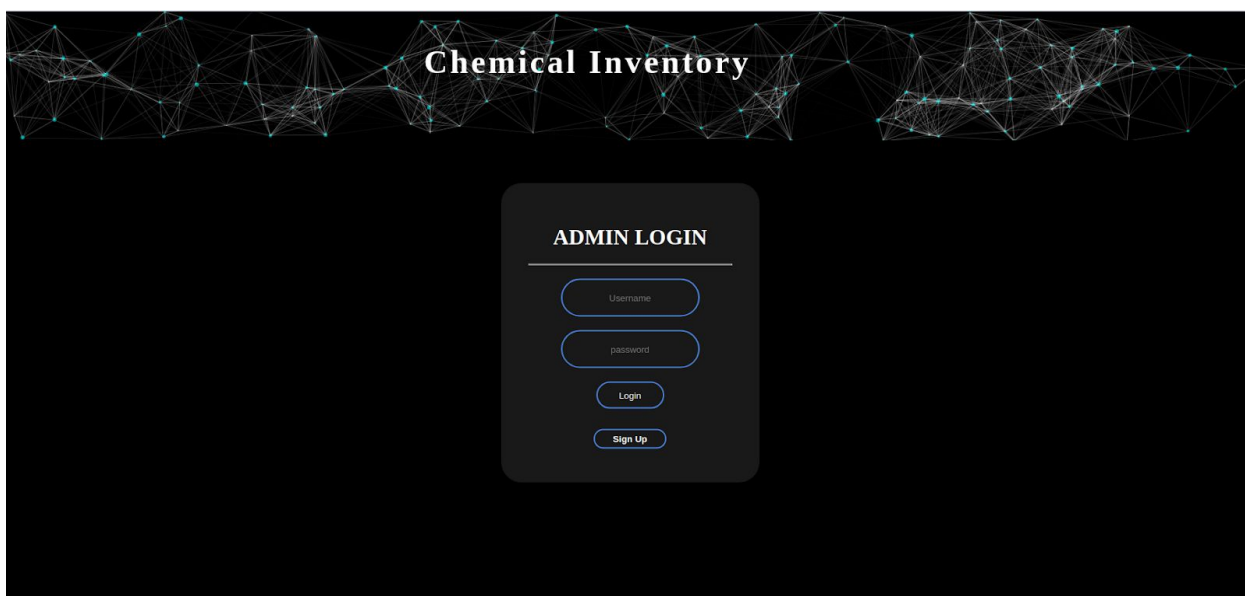 Chemical Inventory
ADMIN LOGIN
Username
password
Login
Sign Up